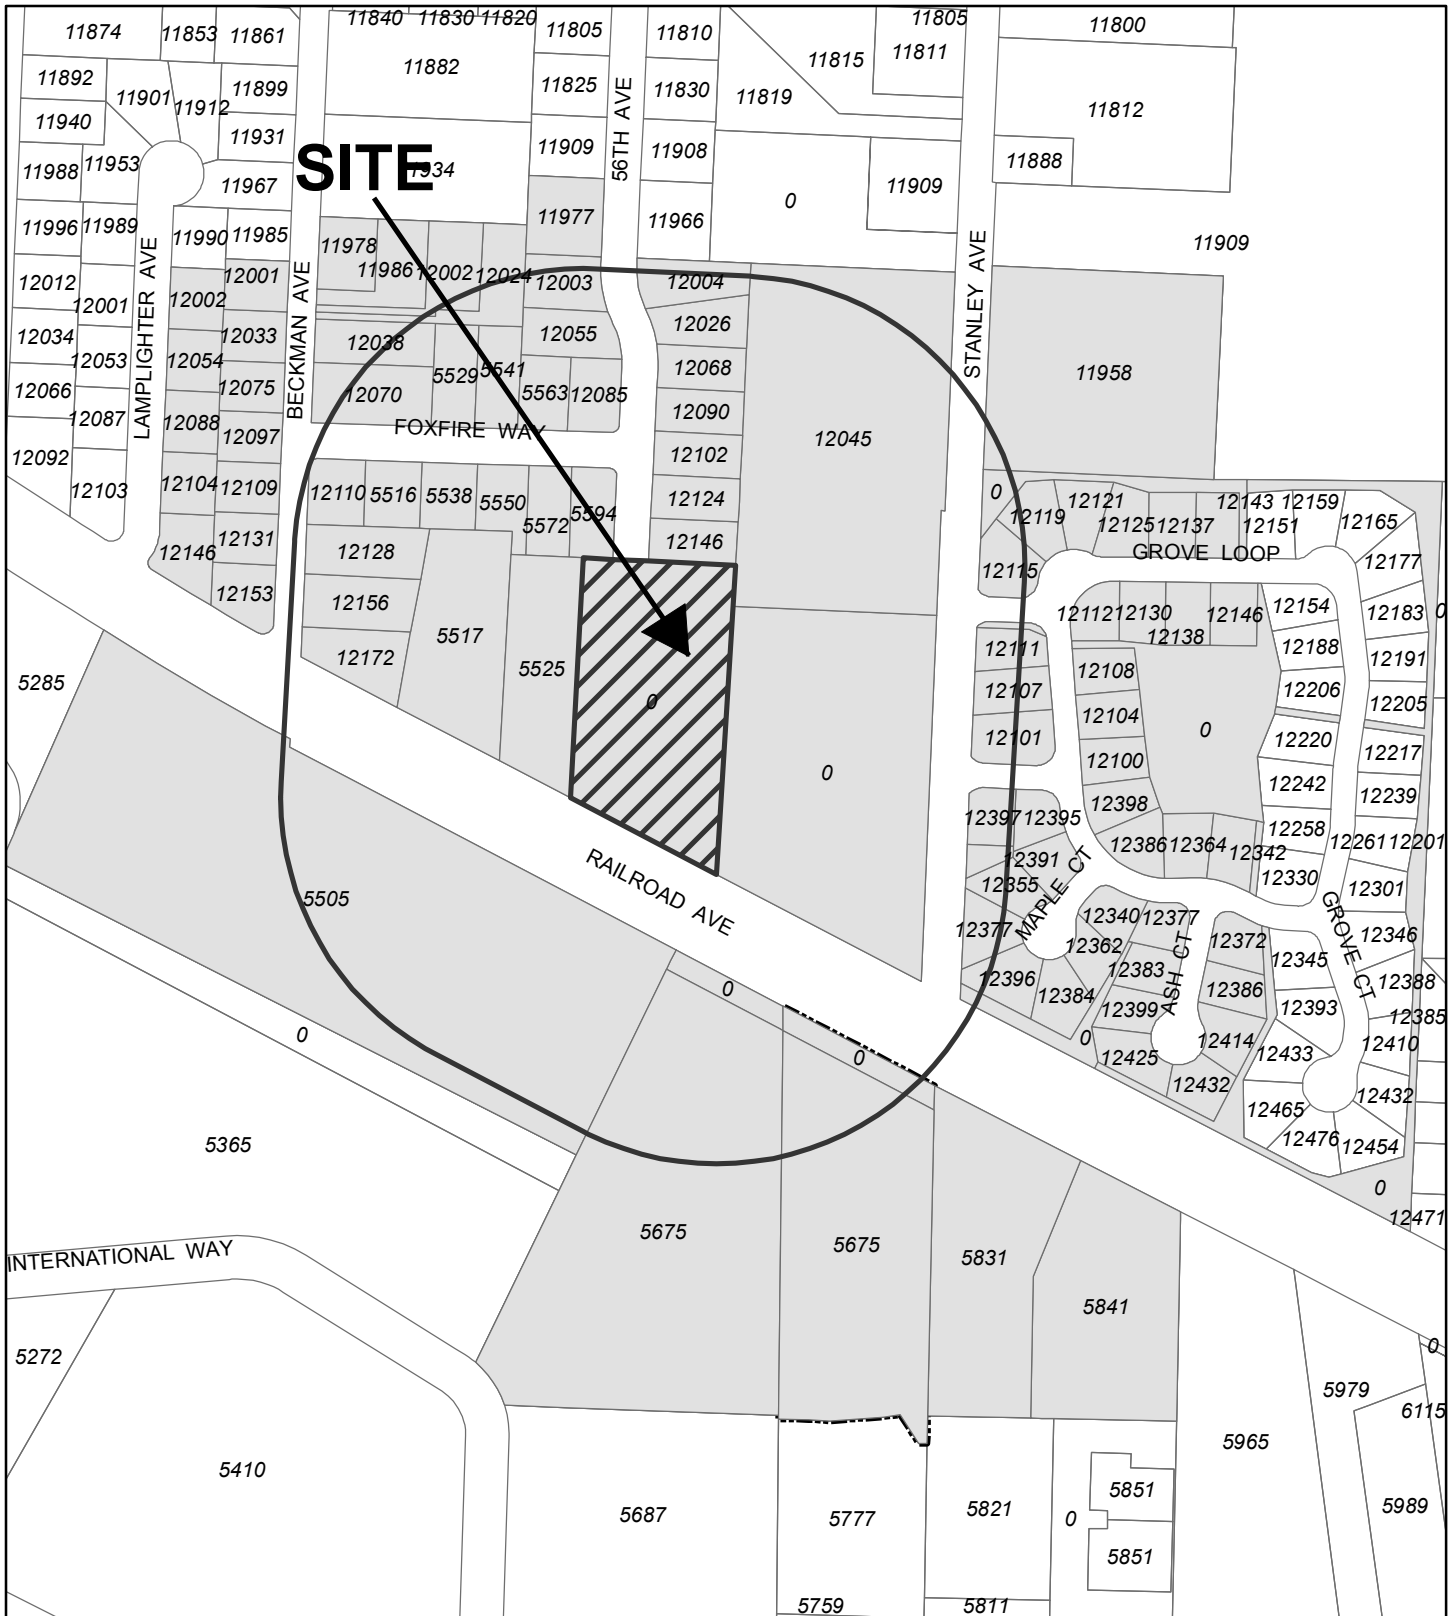 11874 11853 11861 11840 11830 11820 11805 11810 11805 11800
11892 11901 11912 11899 11882 11825 11830 11819 11815 11811 11812
11940 11931 11909 11908 11888
11988 11953 11967 SITE 11934 56TH AVE 0 11909
11996 11989 11990 11985 11978 11977 11966 11909
LAMPLIGHTER AVE BECKMAN AVE STANLEY AVE
12012 12001 12002 12001 11986 12002 12024 12003 12004
12034 12053 12054 12033 12038 12055 12026
12066 12087 12088 12075 12070 5529 5541 5563 12085 12068 11958
12092 12103 12104 12097 FOXFIRE WAY 12090 12045
12109 12110 5516 5538 5550 5572 5594 12102 12124
12146 12131 12128 12146
12153 12156 12172 5517 5525 0 0
0 12119 12121 12125 12137 12143 12151 12159 12165
12115 GROVE LOOP 12177
12112 12130 12138 12146 12154 12183 0
12111 12108 12188 12191
12107 12104 0 12206 12205
12101 12100 12220 12217
12398 12242 12239
12397 12395 12386 12364 12342 12258 12261 12201
12391 12355 MAPLE CT 12330 12301
12377 12340 12377 12372 GROVE CT 12346
12362 12383 ASH CT 12345 12388
12396 12384 12399 12386 12393 12385
0 12425 12414 12433 12410
12432 12465 12432
12476 12454
0
12471
5285
5505 RAILROAD AVE
0
0 0
5365 5675 5675 5831 5841
INTERNATIONAL WAY
5272 0
5979 6115
5410 5965
5687 5777 5821 0 5851 5989
5851
5759 5811